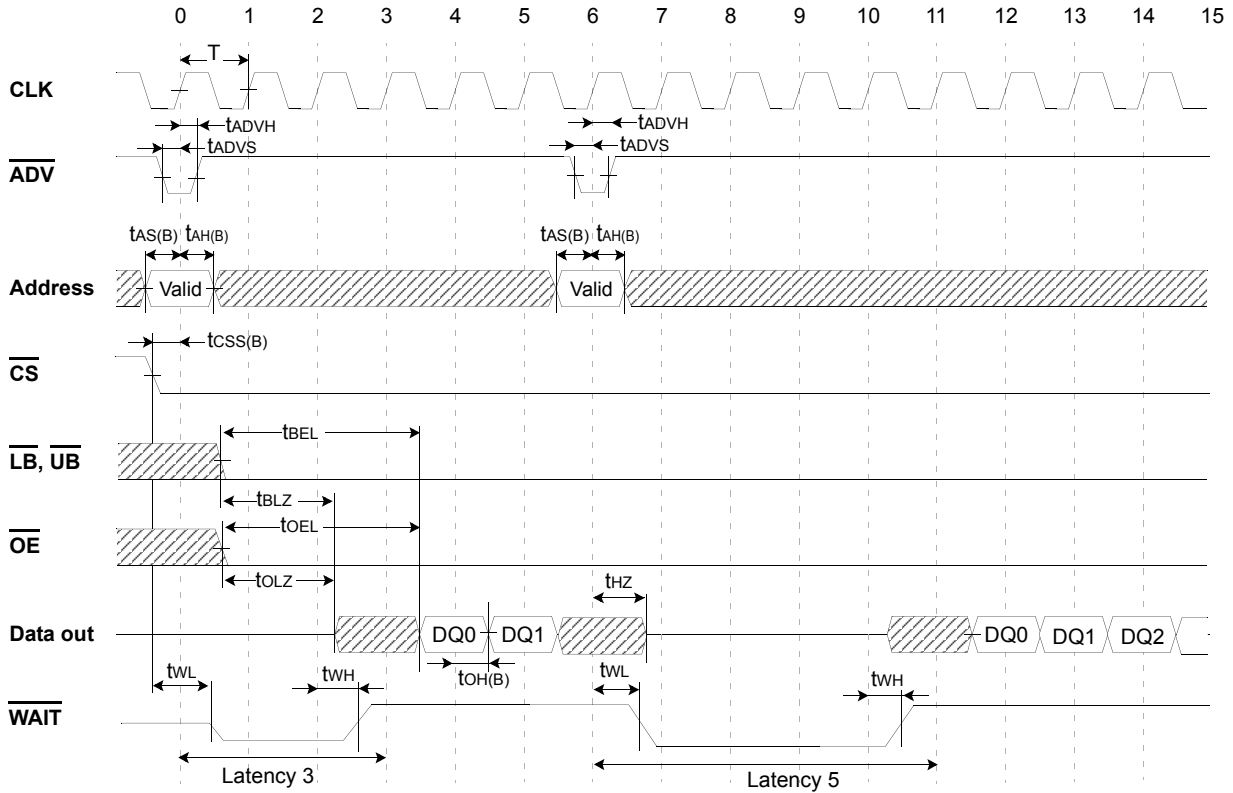 0 1 2 3 4 5 6 7 8 9 10 11 12 13 14 15
T
CLK
tADVH tADVH
tADVS tADVS
ADV
tAS(B) tAH(B) tAS(B) tAH(B)
Address Valid Valid
tCSS(B)
CS
tBEL
LB, UB
tBLZ
tOEL
OE
tOLZ tHZ
Data out DQ0 DQ1 DQ0 DQ1 DQ2
tOH(B)
tWL tWH tWL tWH
WAIT
Latency 3 Latency 5